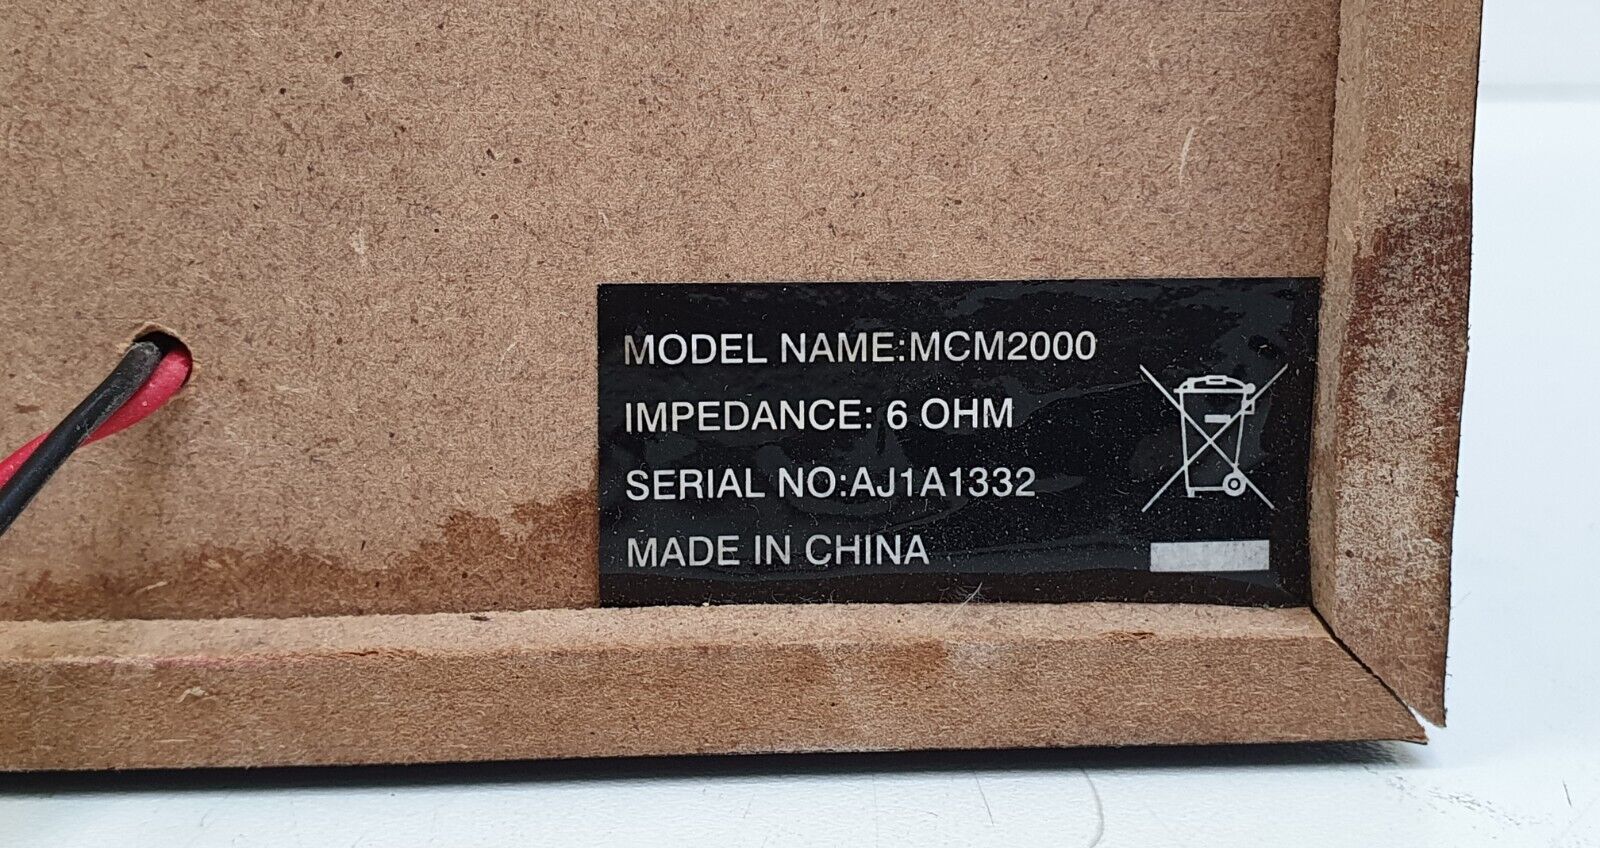 MODEL NAME:MCM2000
IMPEDANCE: 6 OHM
SERIAL NO:AJ1A1332
MADE IN CHINA